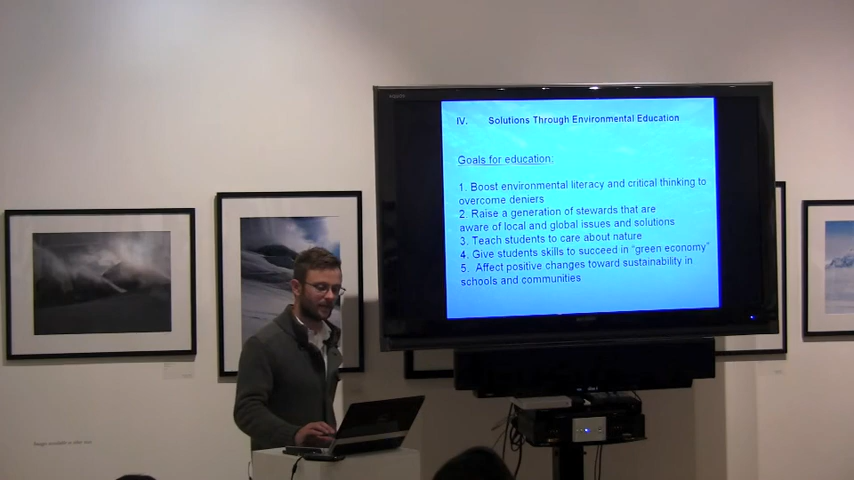 IV. Solutions Through Environmental Education
Goals for education:
1. Boost environmental literacy and critical thinking to
overcome deniers
2. Raise a generation of stewards that are
aware of local and global issues and solutions
3. Teach students to care about nature
4. Give students skills to succeed in "green economy"
5. Affect positive changes toward sustainability in
schools and communities